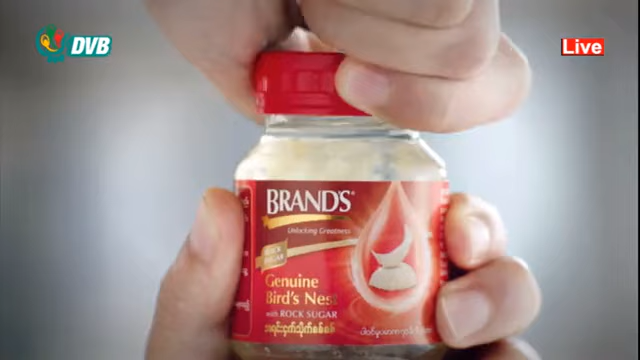 DVB
Live
BRAND'S®
Unlocking Greatness
ROCK
SUGAR
Genuine
Bird's Nest
with ROCK SUGAR